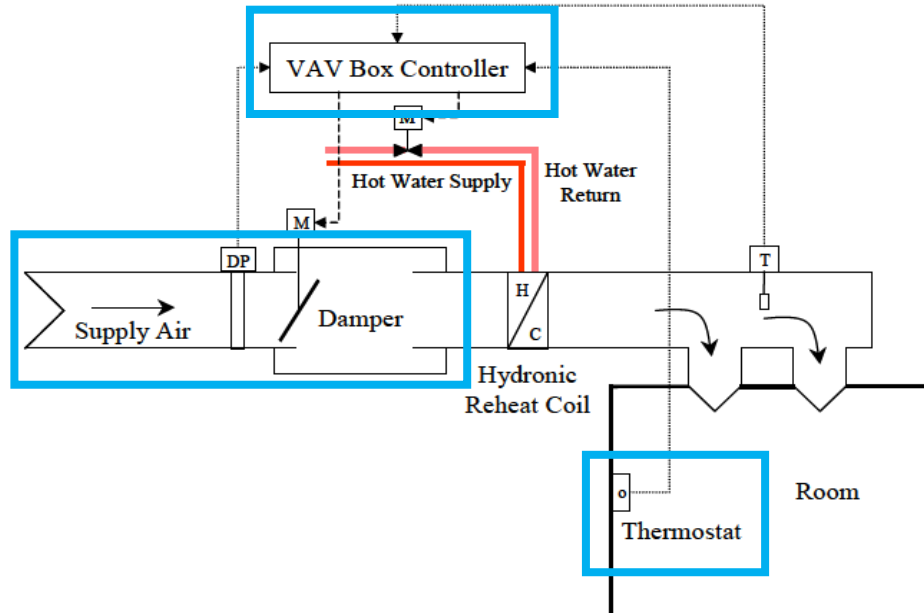 VAV Box Controller
M
Hot Water Supply
Hot Water
Return
M
DP
T
Supply Air
Damper
H
C
Hydronic
Reheat Coil
o
Thermostat
Room